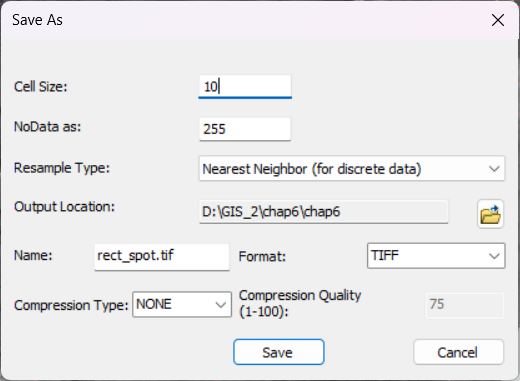 Save As
Cell Size: 10
NoData as: 255
Resample Type: Nearest Neighbor (for discrete data)
Output Location: D:\GIS_2\chap6\chap6
Name: rect_spot.tif Format: TIFF
Compression Type: NONE Compression Quality
(1-100): 75
Save Cancel